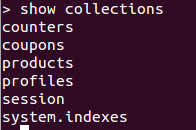 > show collections
counters
coupons
products
profiles
session
system.indexes